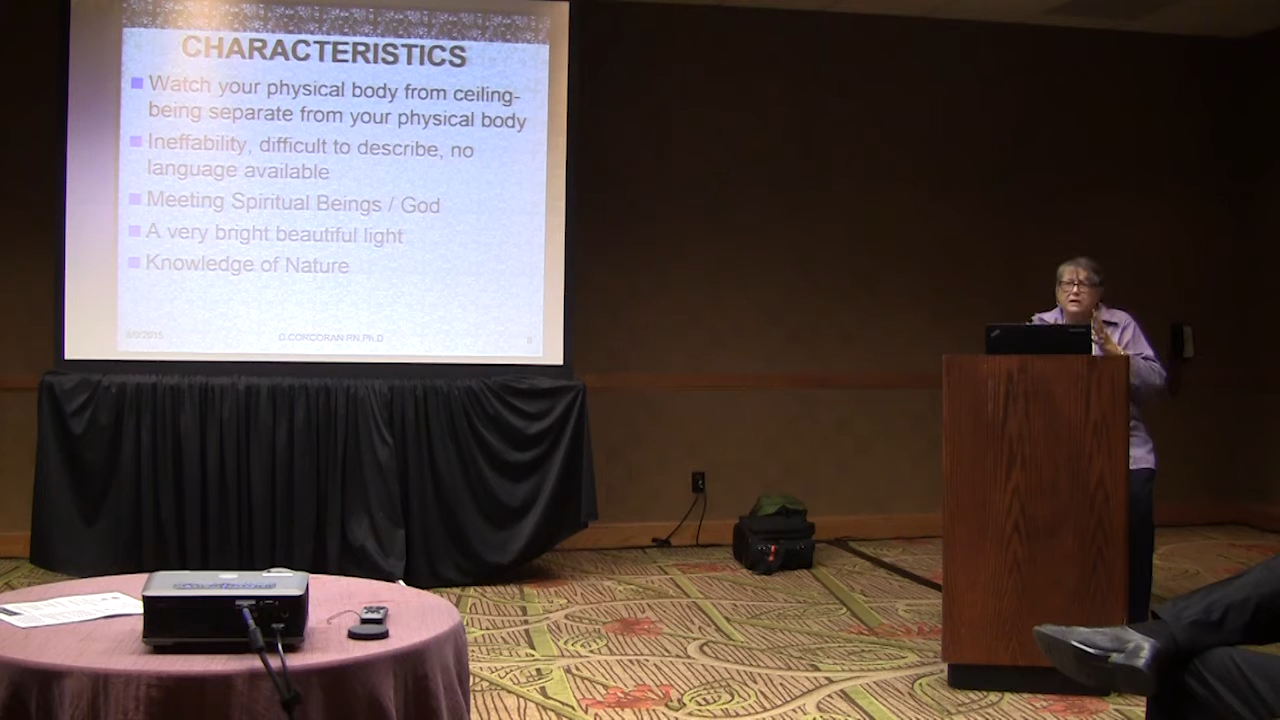 CHARACTERISTICS
Watch your physical body from ceiling-
being separate from your physical body
Ineffability, difficult to describe, no
language available
Meeting Spiritual Beings / God
A very bright beautiful light
Knowledge of Nature
D.CORCORAN RN.Ph.D
8